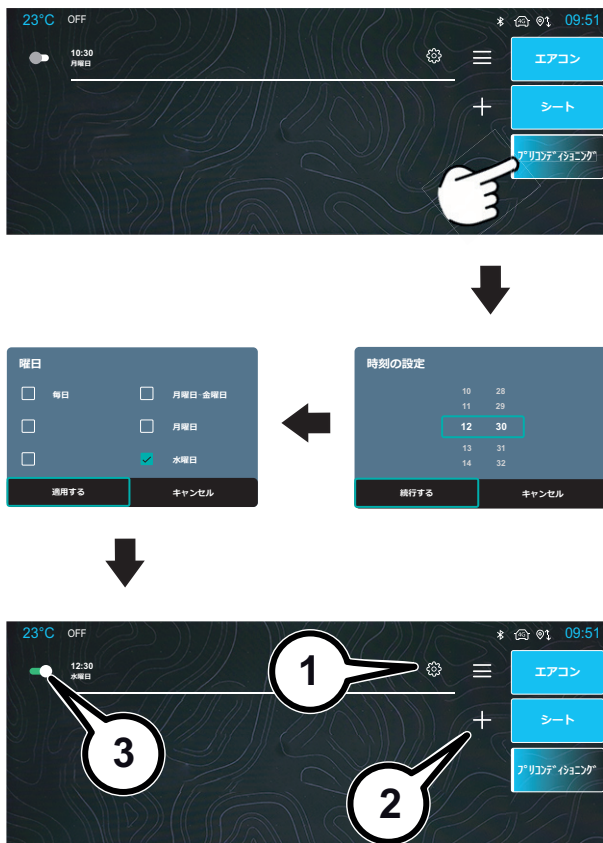 23°C OFF 09:51
10:30
月曜日
エアコン
シート
プリコンディショニング
時刻の設定
10 28
11 29
12 30
13 31
14 32
続行する キャンセル
曜日
毎日 月曜日-金曜日
月曜日
水曜日
適用する キャンセル
23°C OFF 4G 09:51
12:30
水曜日
1
エアコン
シート
3
プリコンディショニング
2